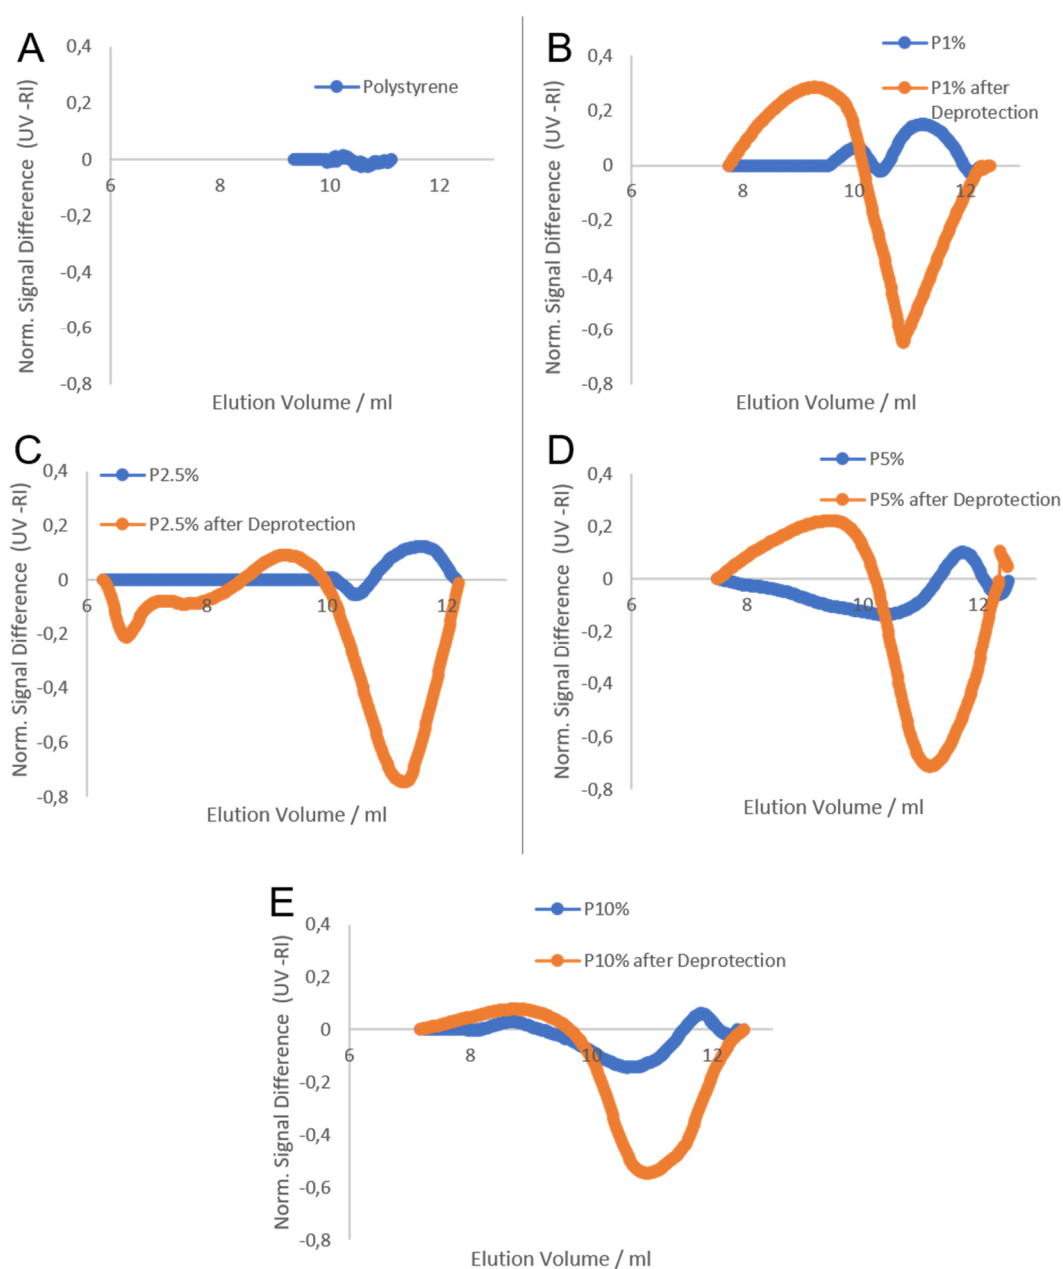 A
0,4
0,2
0
-0,2
-0,4
-0,6
-0,8
6
8
10
12
Norm. Signal Difference (UV -RI)
Elution Volume / ml
Polystyrene
B
0,4
0,2
0
-0,2
-0,4
-0,6
-0,8
6
8
10
12
Norm. Signal Difference (UV -RI)
Elution Volume / ml
P1%
P1% after
Deprotection
C
0,4
0,2
0
-0,2
-0,4
-0,6
-0,8
6
8
10
12
Norm. Signal Difference (UV -RI)
Elution Volume / ml
P2.5%
P2.5% after Deprotection
D
0,4
0,2
0
-0,2
-0,4
-0,6
-0,8
6
8
10
12
Norm. Signal Difference (UV -RI)
Elution Volume / ml
P5%
P5% after Deprotection
E
0,4
0,2
0
-0,2
-0,4
-0,6
-0,8
6
8
10
12
Norm. Signal Difference (UV -RI)
Elution Volume / ml
P10%
P10% after Deprotection